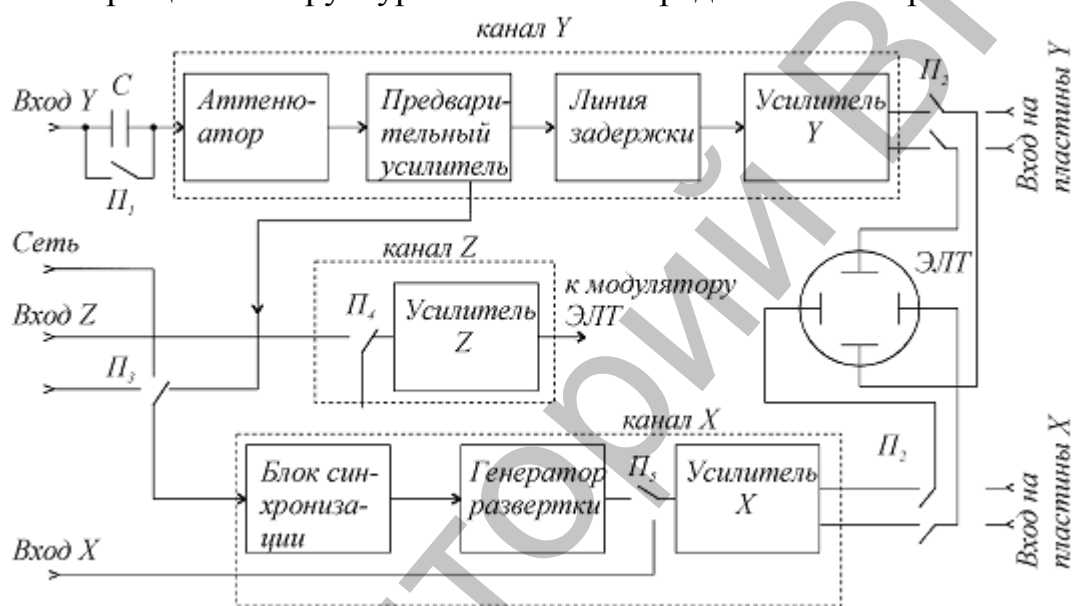 канал Y
Вход Y
C
П₁
Аттеню-
атор
Предвари-
тельный
усилитель
Линия
задержки
Усилитель
Y
П₂
Вход на
пластины Y
Сеть
Вход Z
П₃
канал Z
П₄
Усилитель
Z
к модулятору
ЭЛТ
ЭЛТ
канал X
Блок син-
хрониза-
ции
Генератор
развертки
П₅
Усилитель
X
П₂
Вход на
пластины X
Вход X